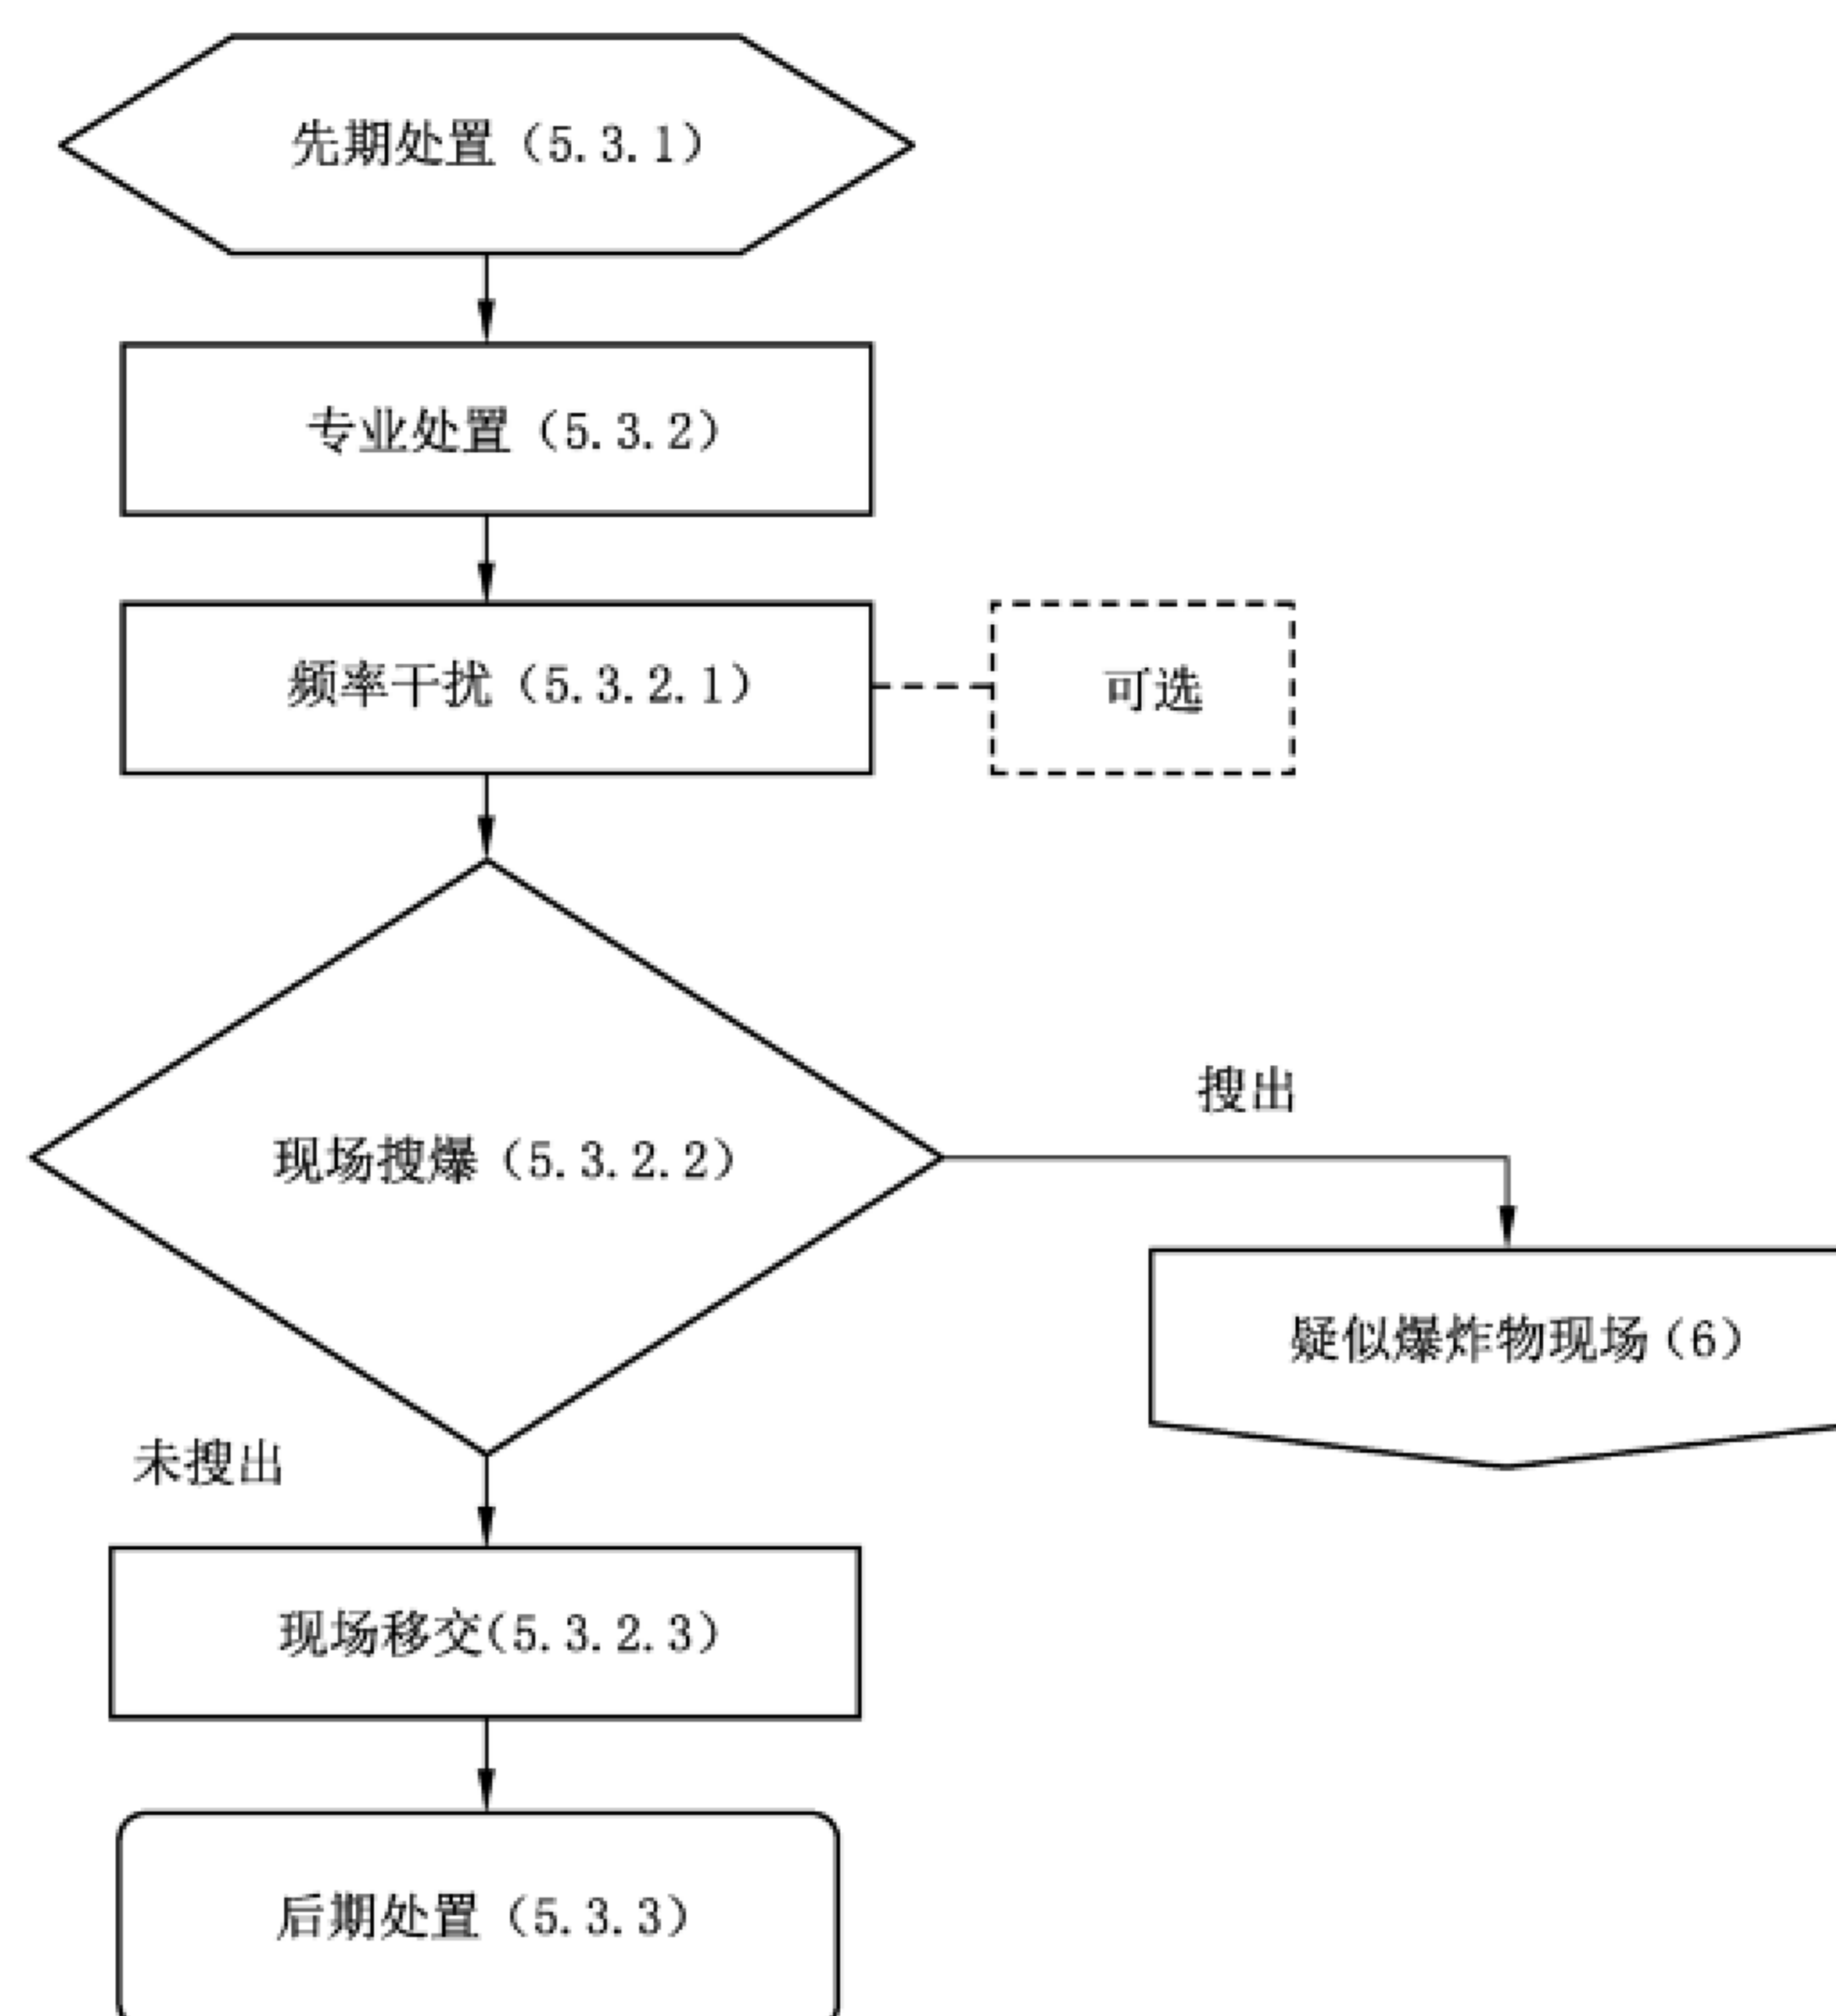 先期处置（5.3.1）
专业处置（5.3.2）
频率干扰（5.3.2.1）
可选
搜出
现场搜爆（5.3.2.2）
疑似爆炸物现场（6）
未搜出
现场移交（5.3.2.3）
后期处置（5.3.3）